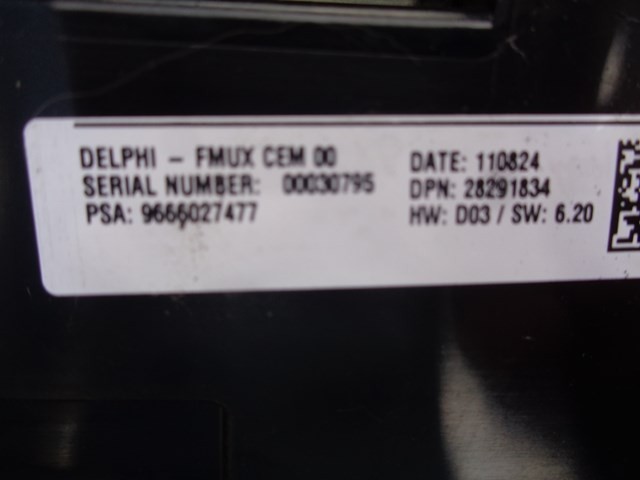 DELPHI - FMUX CEM 00
SERIAL NUMBER: 00030795
PSA: 9666027477
DATE: 110824
DPN: 28291834
HW: D03 / SW: 6.20